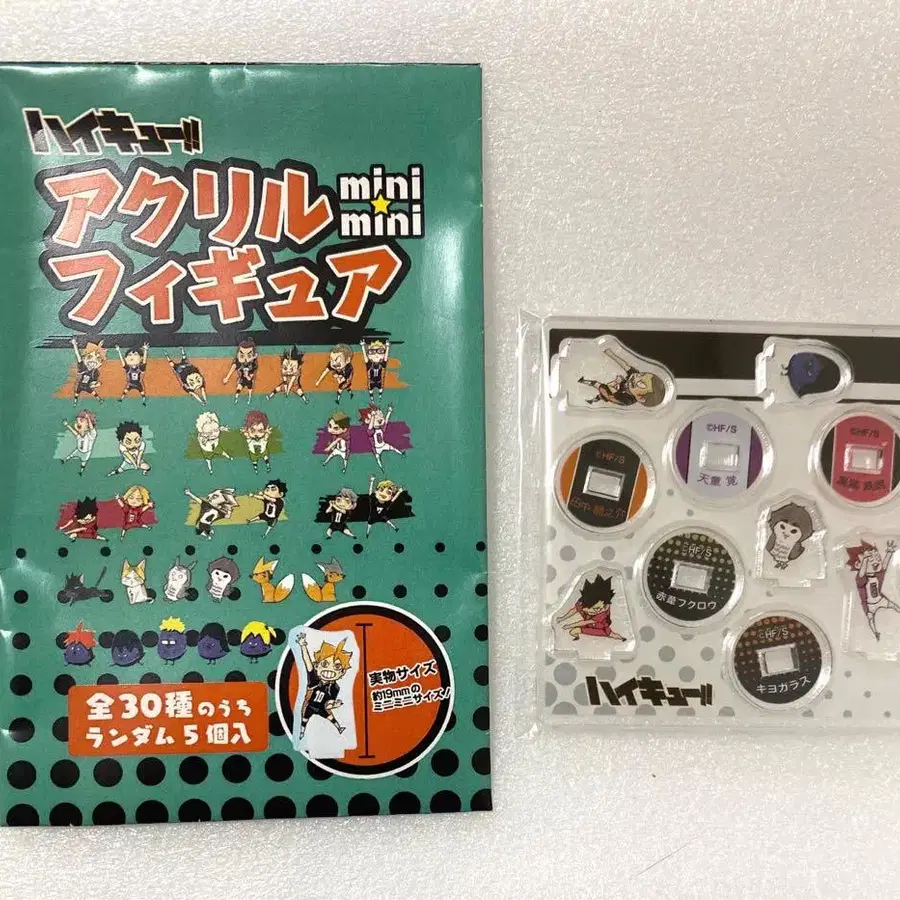 ハイキュー!!
アクリル
フィギュア
mini
mini
実物サイズ
約19mmの
ミニミニサイズ!
全30種のうち
ランダム5個入
©HF/S
田中 龍之介
©HF/S
天童 覚
©HF/S
黒尾 鉄朗
©HF/S
赤葦フクロウ
©HF/S
キヨガラス
ハイキュー!!